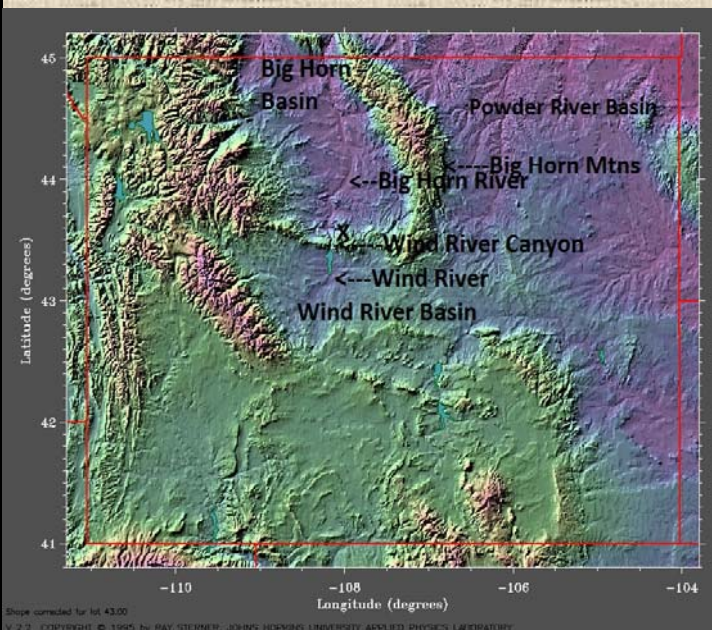 45
Big Horn
Basin
Powder River Basin
<-----Big Horn Mtns
44
<--Big Horn River
X
<----Wind River Canyon
43
<---Wind River
Wind River Basin
Latitude (degrees)
42
41
-110
-108
-106
-104
Longitude (degrees)
Shape corrected for lat 43.00
V 2.2 COPYRIGHT © 1995 by RAY STERNER, JOHNS HOPKINS UNIVERSITY APPLIED PHYSICS LABORATORY